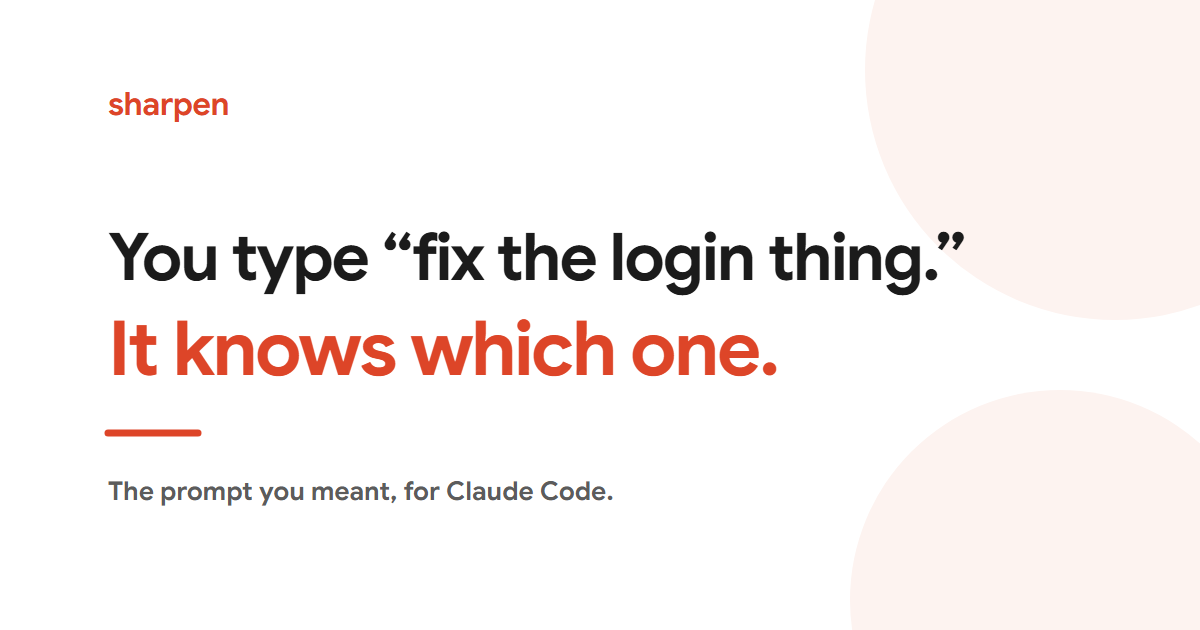 sharpen
You type “fix the login thing.”
It knows which one.
The prompt you meant, for Claude Code.